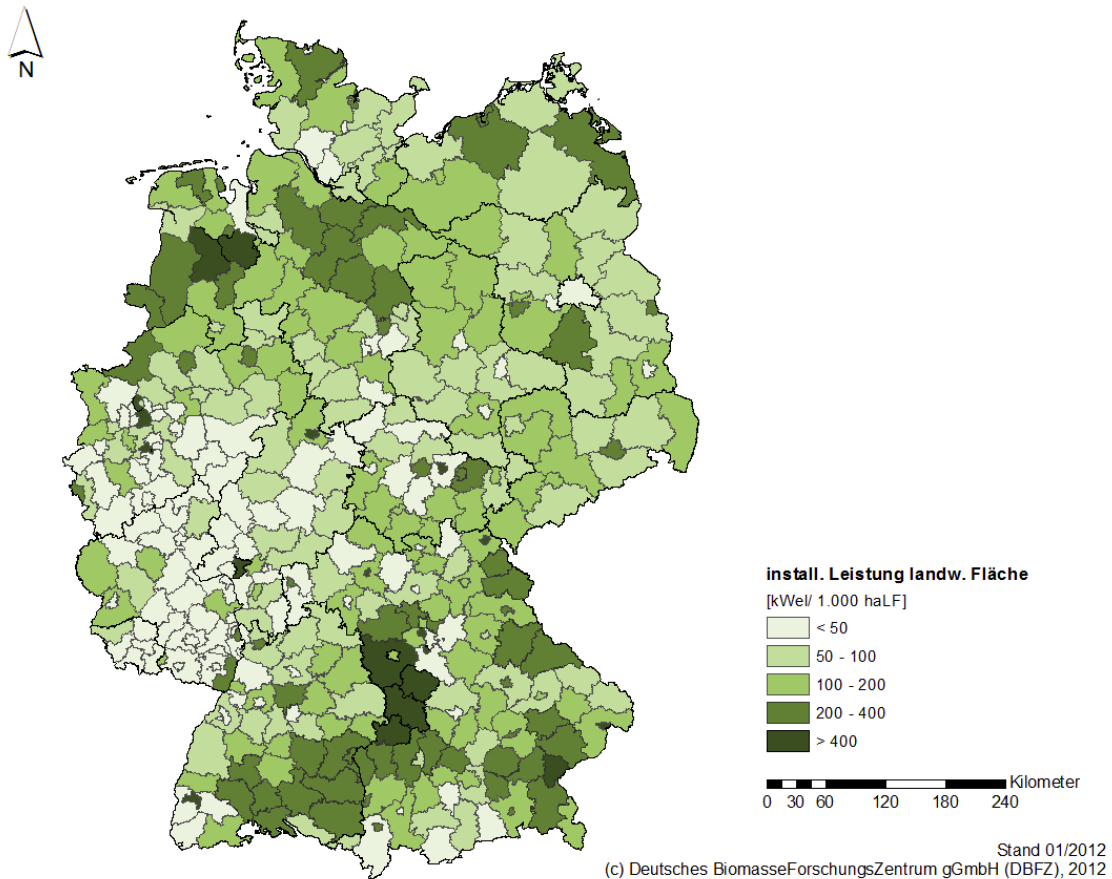 N
install. Leistung landw. Fläche
[kWel/ 1.000 haLF]
< 50
50 - 100
100 - 200
200 - 400
> 400
Kilometer
0 30 60 120 180 240
Stand 01/2012
(c) Deutsches BiomasseForschungsZentrum gGmbH (DBFZ), 2012